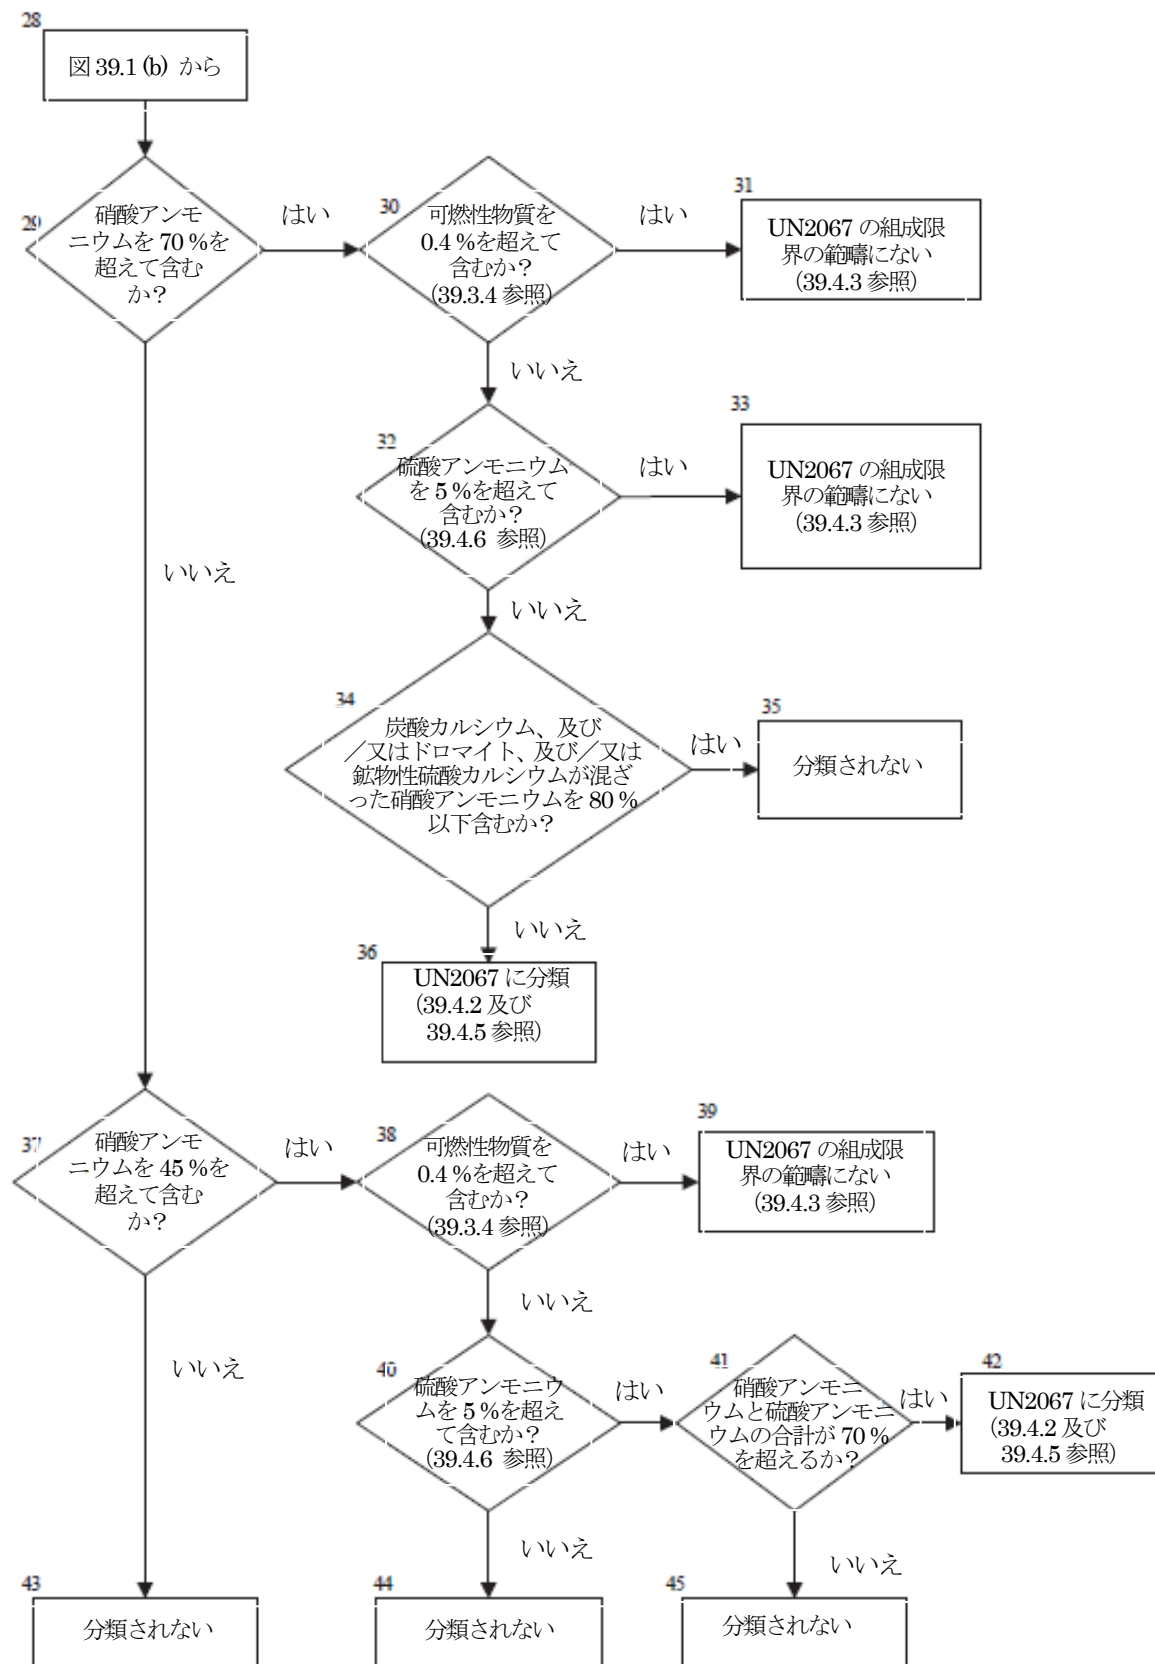 28
図 39.1 (b) から
29
硝酸アンモ
ニウムを 70 %を
超えて含む
か？
はい
30
可燃性物質を
0.4 %を超えて
含むか？
(39.3.4 参照)
はい
31
UN2067 の組成限
界の範疇にない
(39.4.3 参照)
いいえ
32
硫酸アンモニウム
を 5 %を超えて
含むか？
(39.4.6 参照)
はい
33
UN2067 の組成限
界の範疇にない
(39.4.3 参照)
いいえ
いいえ
34
炭酸カルシウム、及び
／又はドロマイト、及び／又は
鉱物性硫酸カルシウムが混ざ
った硝酸アンモニウムを 80 %
以下含むか？
はい
35
分類されない
いいえ
36
UN2067 に分類
(39.4.2 及び
39.4.5 参照)
37
硝酸アンモ
ニウムを 45 %を
超えて含む
か？
はい
38
可燃性物質を
0.4 %を超えて
含むか？
(39.3.4 参照)
はい
39
UN2067 の組成限
界の範疇にない
(39.4.3 参照)
いいえ
いいえ
40
硫酸アンモニウ
ムを 5 %を超え
て含むか？
(39.4.6 参照)
はい
41
硝酸アンモニ
ウムと硫酸アンモニ
ウムの合計が 70 %
を超えるか？
はい
42
UN2067 に分類
(39.4.2 及び
39.4.5 参照)
いいえ
いいえ
43
分類されない
44
分類されない
45
分類されない